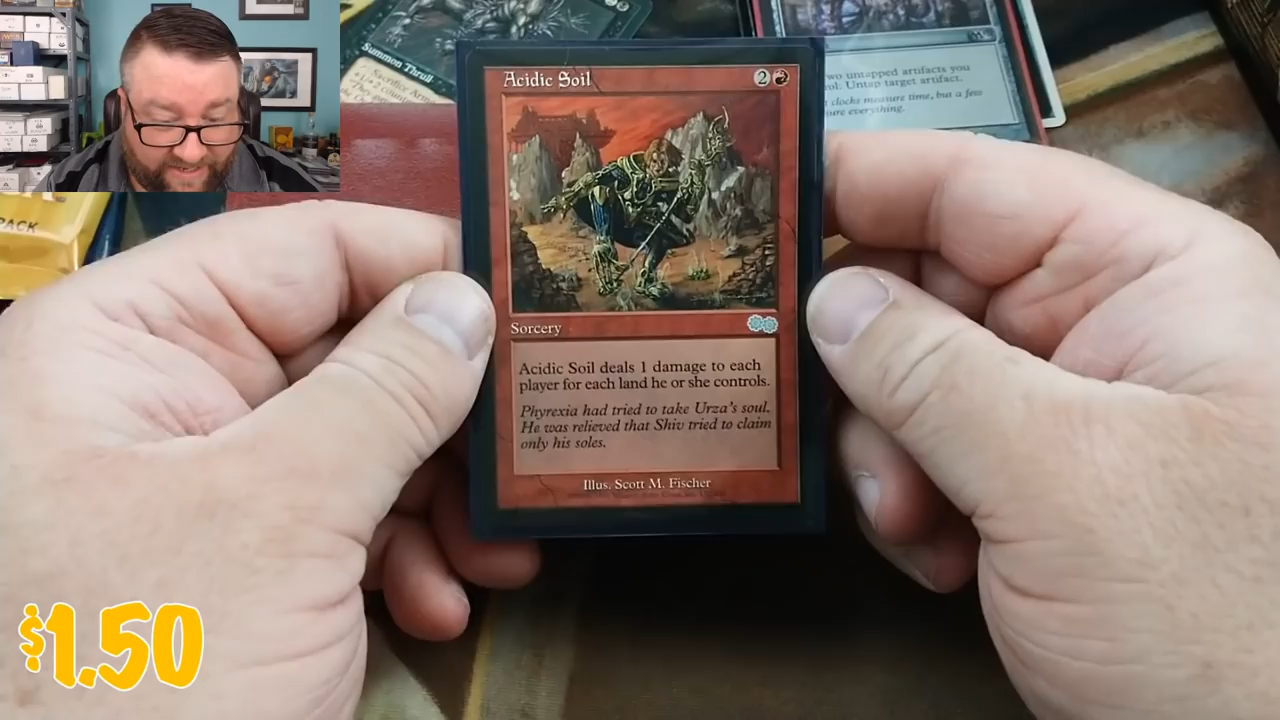 Summon Thrull
Sacrifice
PACK
two untapped artifacts you
Untap target artifact.
clocks measure time, but a few
everything.
Acidic Soil
2
Sorcery
Acidic Soil deals 1 damage to each
player for each land he or she controls.
Phyrexia had tried to take Urza's soul.
He was relieved that Shiv tried to claim
only his soles.
Illus. Scott M. Fischer
$1.50